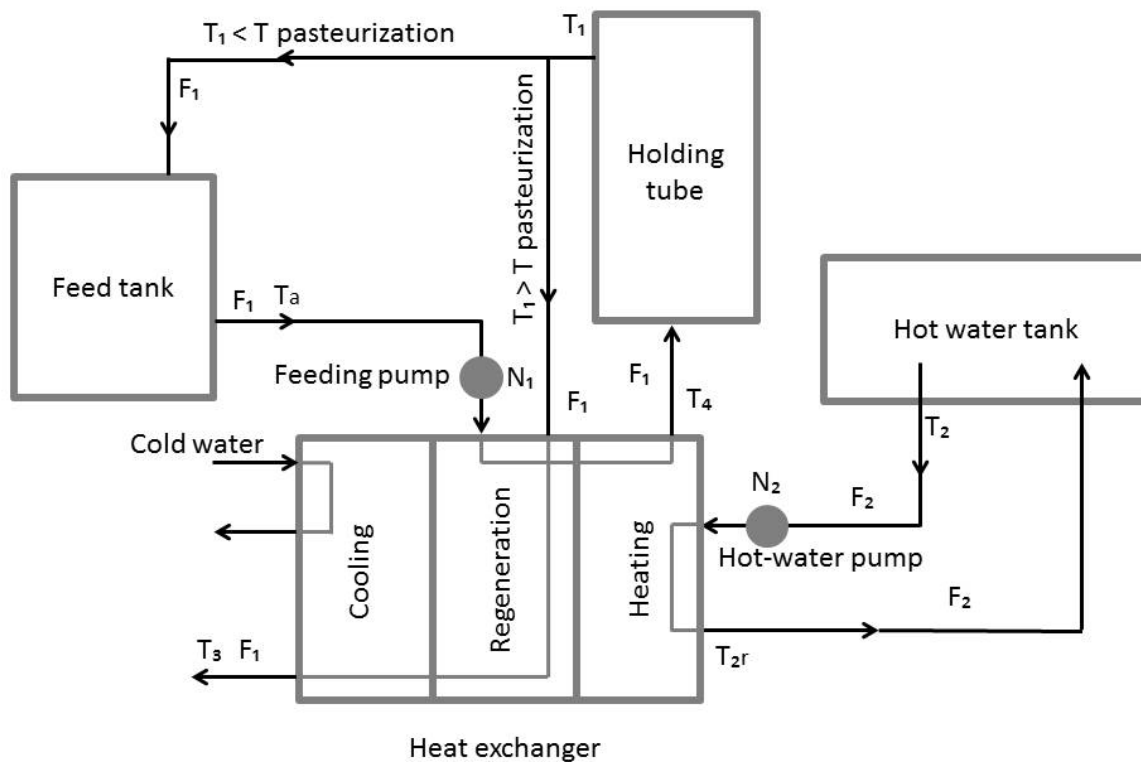 T₁ < T pasteurization
T₁
F₁
Holding
tube
T₁ > T pasteurization
Feed tank
F₁ Ta
Hot water tank
Feeding pump
N₁
F₁
F₁
T₄
T₂
Cold water
N₂
F₂
Hot-water pump
Cooling
Regeneration
Heating
F₂
T₃ F₁
T₂r
Heat exchanger